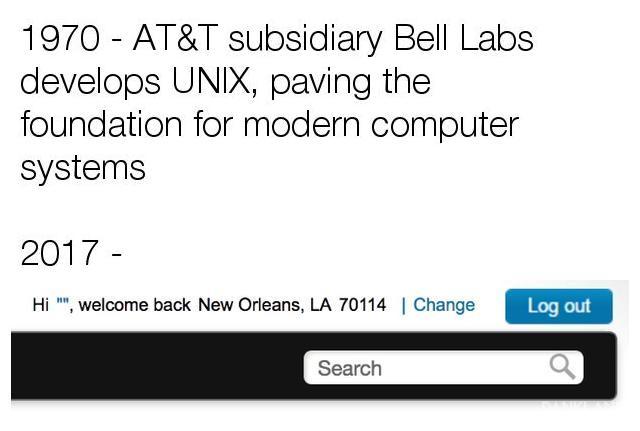 1970 - AT&T subsidiary Bell Labs
develops UNIX, paving the
foundation for modern computer
systems
2017 -
Hi "", welcome back New Orleans, LA 70114 | Change Log out
Search